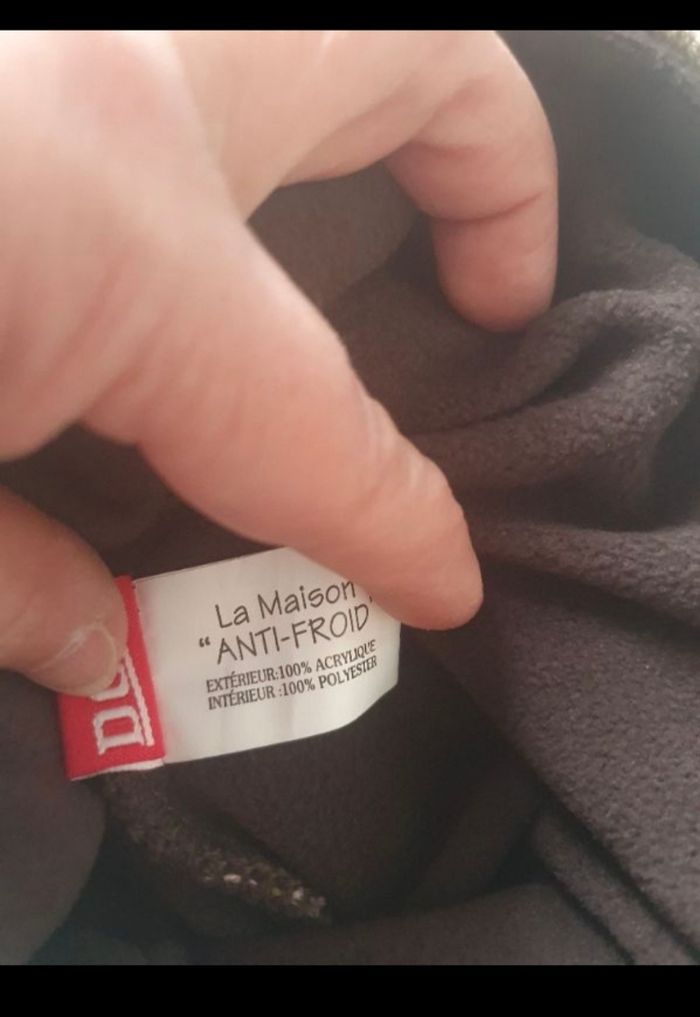 La Maison
“ ANTI-FROID
EXTÉRIEUR:100% ACRYLIQUE
INTÉRIEUR :100% POLYESTER